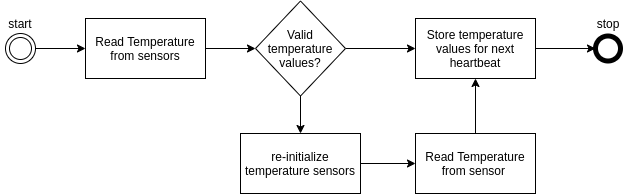 start
Read Temperature
from sensors
Valid
temperature
values?
Store temperature
values for next
heartbeat
stop
re-initialize
temperature sensors
Read Temperature
from sensor